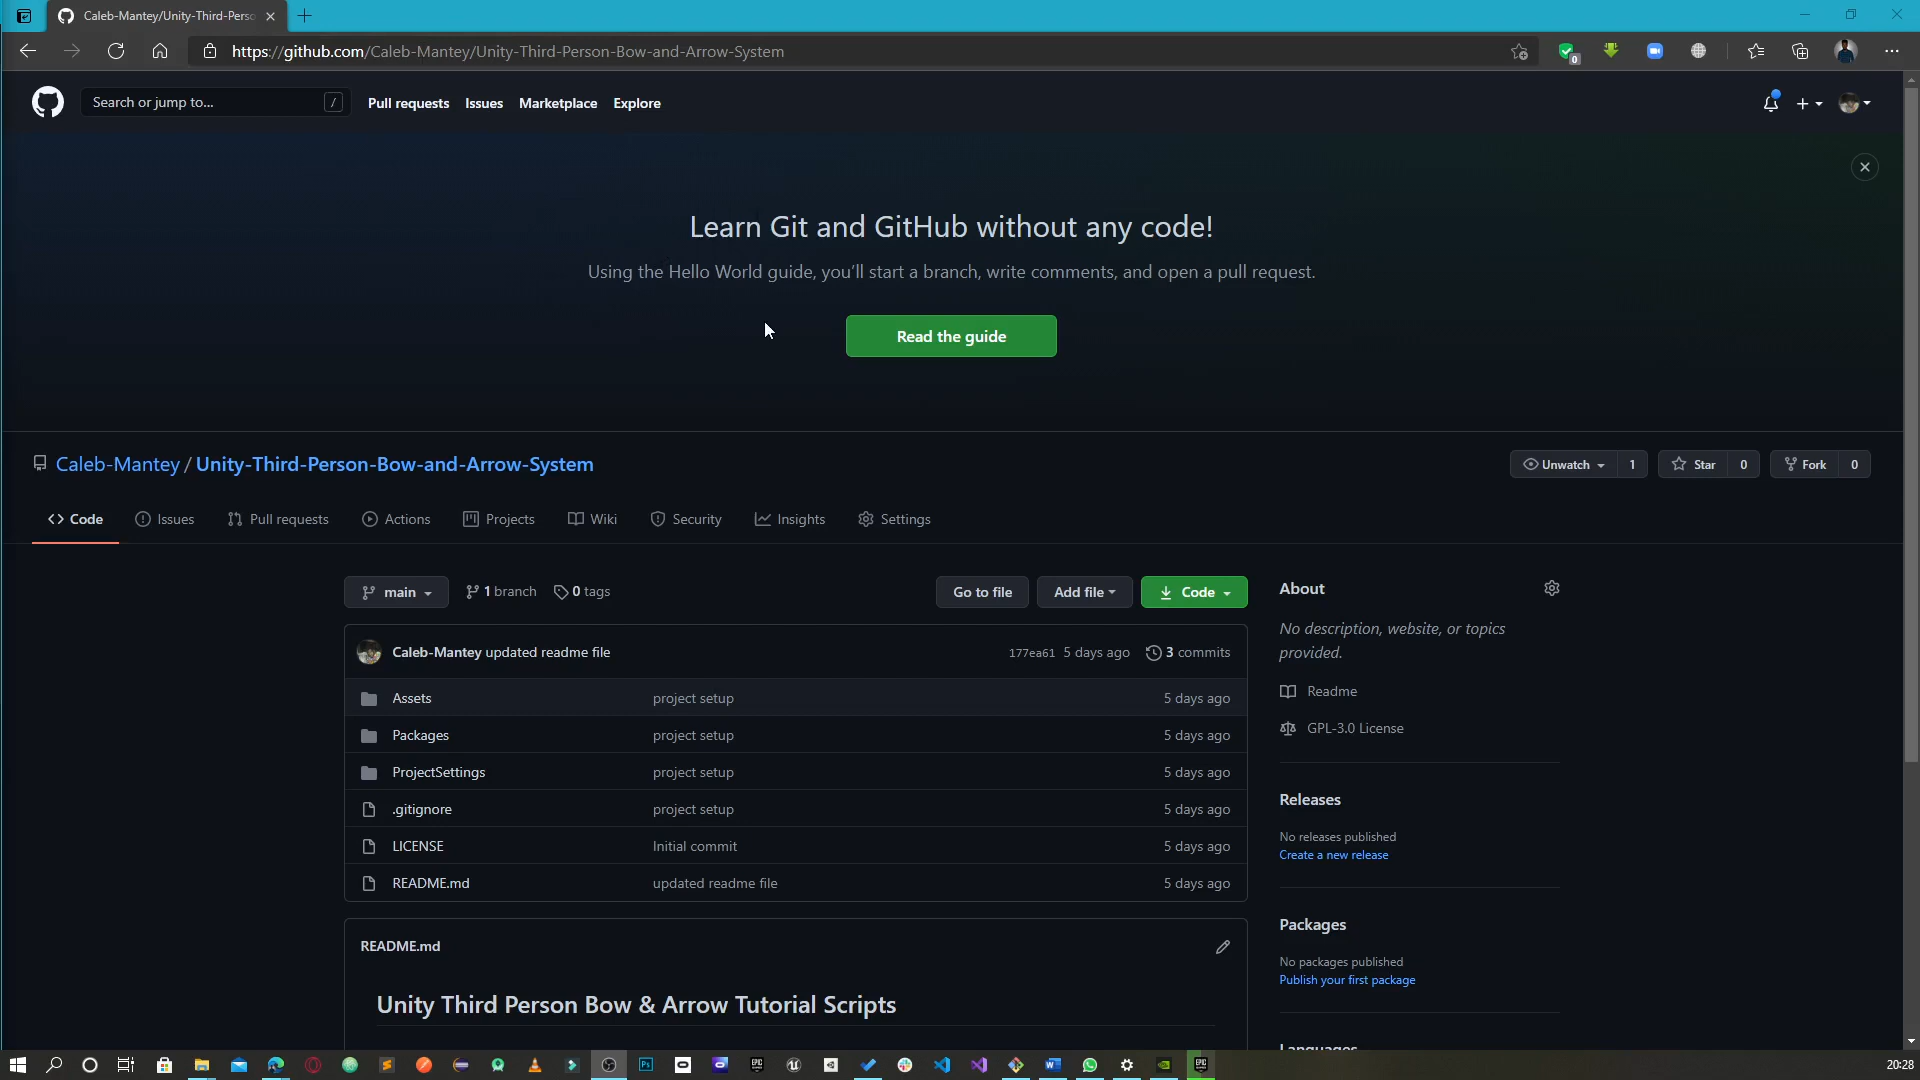 Caleb-Mantey/Unity-Third-Perso
https://github.com/Caleb-Mantey/Unity-Third-Person-Bow-and-Arrow-System
0
Search or jump to...
/
Pull requests
Issues
Marketplace
Explore
Learn Git and GitHub without any code!
Using the Hello World guide, you'll start a branch, write comments, and open a pull request.
Read the guide
Caleb-Mantey / Unity-Third-Person-Bow-and-Arrow-System
Unwatch 1
Star 0
Fork 0
Code
Issues
Pull requests
Actions
Projects
Wiki
Security
Insights
Settings
main
1 branch
0 tags
Go to file
Add file
Code
Caleb-Mantey updated readme file
177ea61 5 days ago
3 commits
Assets project setup 5 days ago
Packages project setup 5 days ago
ProjectSettings project setup 5 days ago
.gitignore project setup 5 days ago
LICENSE Initial commit 5 days ago
README.md updated readme file 5 days ago
README.md
Unity Third Person Bow & Arrow Tutorial Scripts
About
No description, website, or topics
provided.
Readme
GPL-3.0 License
Releases
No releases published
Create a new release
Packages
No packages published
Publish your first package
Languages
20:28